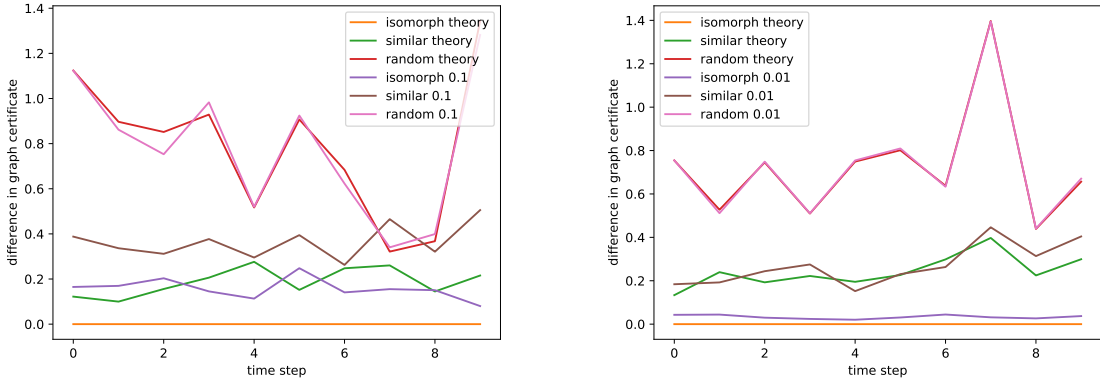 1.4
1.2
1.0
0.8
0.6
0.4
0.2
0.0
difference in graph certificate
0
2
4
6
8
time step
isomorph theory
similar theory
random theory
isomorph 0.1
similar 0.1
random 0.1
1.4
1.2
1.0
0.8
0.6
0.4
0.2
0.0
difference in graph certificate
0
2
4
6
8
time step
isomorph theory
similar theory
random theory
isomorph 0.01
similar 0.01
random 0.01